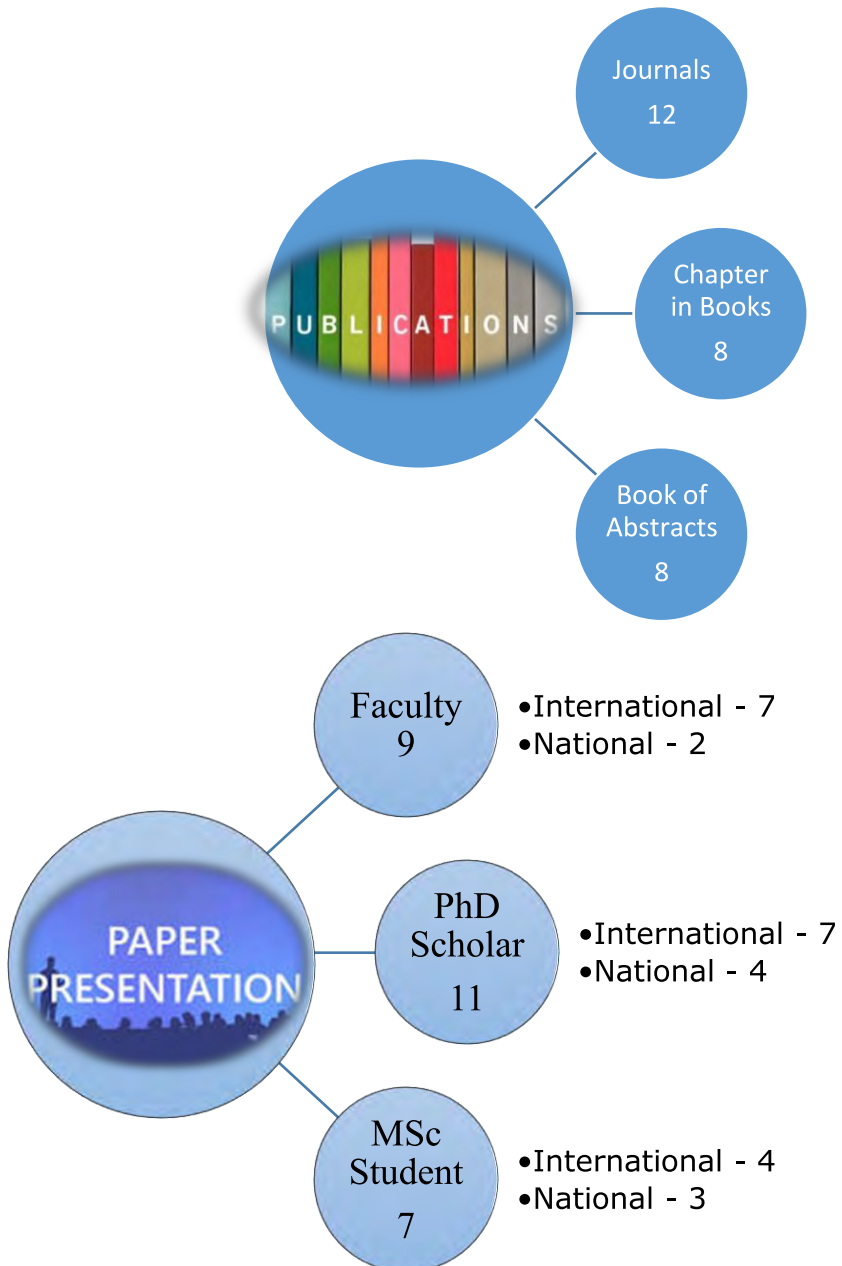 Journals
12
PUBLICATIONS
Chapter
in Books
8
Book of
Abstracts
8
Faculty
9
•International - 7
•National - 2
PAPER
PRESENTATION
PhD
Scholar
11
•International - 7
•National - 4
MSc
Student
7
•International - 4
•National - 3